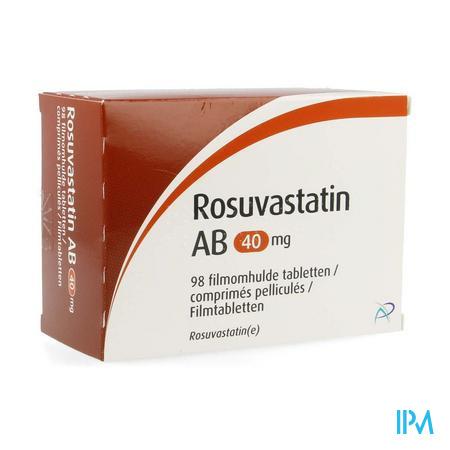 Rosuvastatin
AB 40 mg
98 filmomhulde tabletten /
comprimés pelliculés /
Filmtabletten
Rosuvastatin(e)
Rosuvastatin AB 40 mg
98 filmomhulde tabletten /
comprimés pelliculés / Filmtabletten
IPM